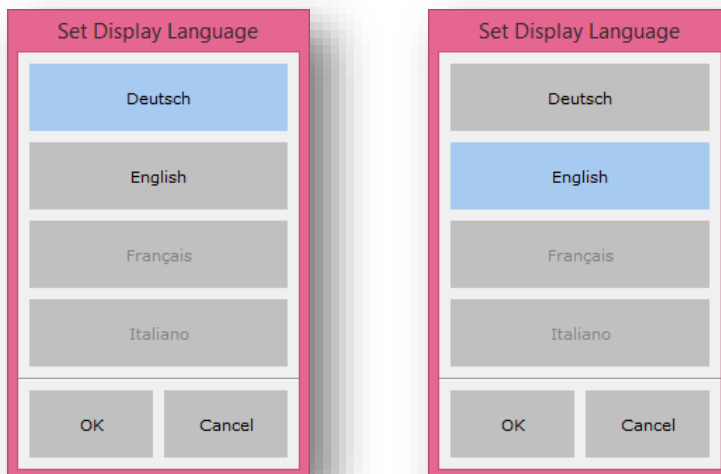 Set Display Language
Deutsch
English
Français
Italiano
OK Cancel
Set Display Language
Deutsch
English
Français
Italiano
OK Cancel